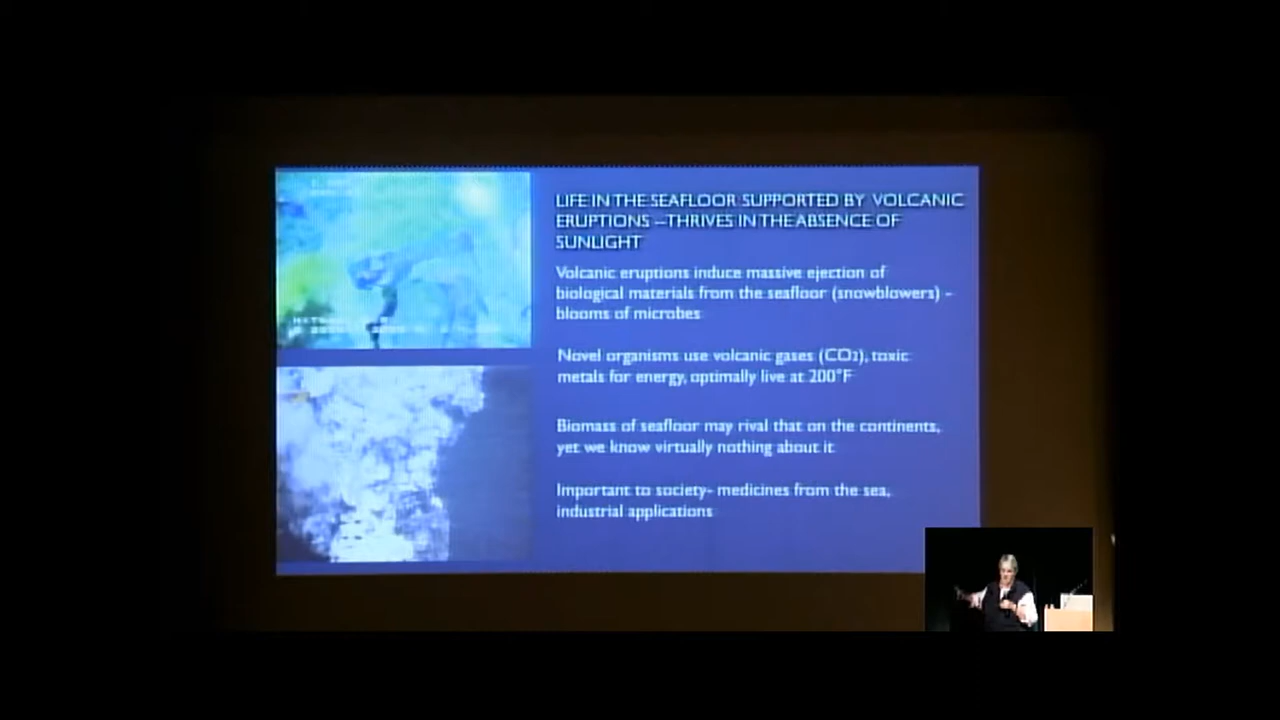 LIFE IN THE SEAFLOOR SUPPORTED BY VOLCANIC
ERUPTIONS –THRIVES IN THE ABSENCE OF
SUNLIGHT
Volcanic eruptions induce massive ejection of
biological materials from the seafloor (snowblowers) –
blooms of microbes
Novel organisms use volcanic gases (CO2), toxic
metals for energy, optimally live at 200°F
Biomass of seafloor may rival that on the continents,
yet we know virtually nothing about it
Important to society- medicines from the sea,
industrial applications